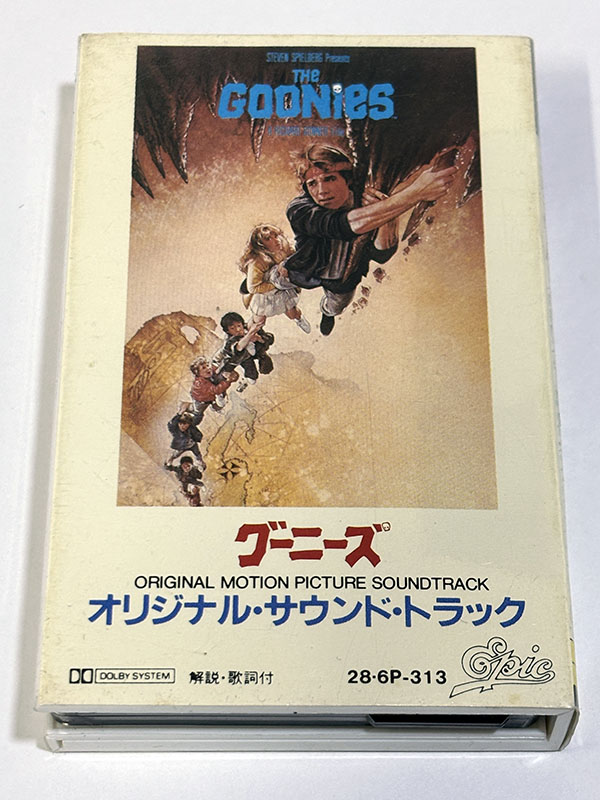 STEVEN SPIELBERG Presents
THE
GOONIES
グーニーズ
ORIGINAL MOTION PICTURE SOUNDTRACK
オリジナル・サウンド・トラック
DOLBY SYSTEM 解説・歌詞付 28・6P-313 Epic